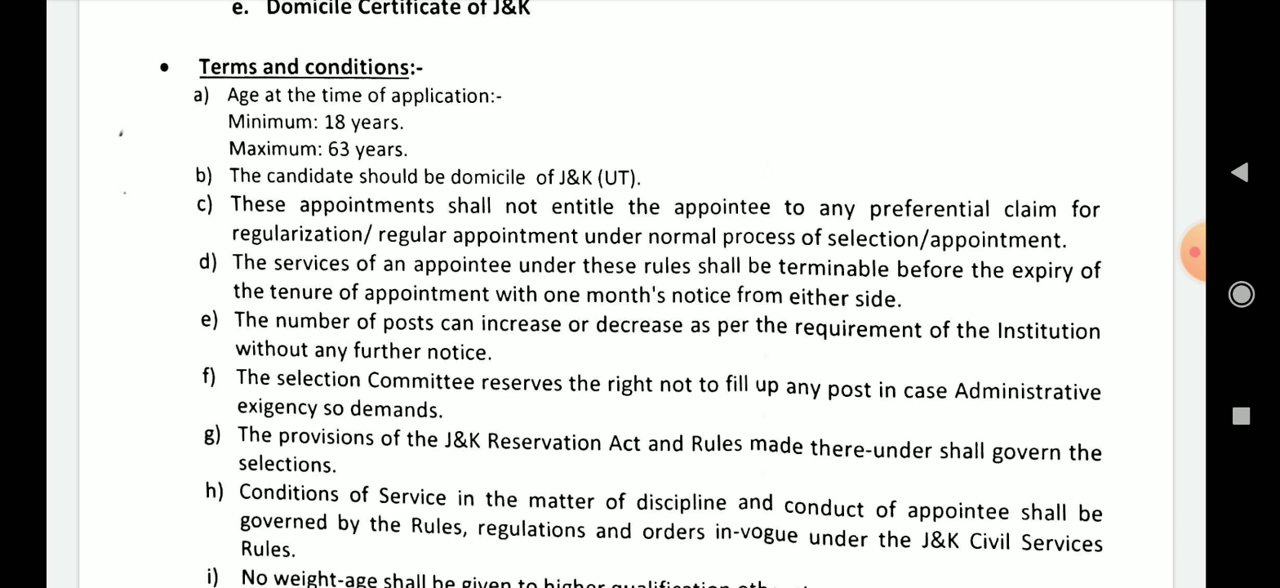 e. Domicile Certificate of J&K
• Terms and conditions:-
a) Age at the time of application:-
Minimum: 18 years.
Maximum: 63 years.
b) The candidate should be domicile of J&K (UT).
c) These appointments shall not entitle the appointee to any preferential claim for
regularization/ regular appointment under normal process of selection/appointment.
d) The services of an appointee under these rules shall be terminable before the expiry of
the tenure of appointment with one month's notice from either side.
e) The number of posts can increase or decrease as per the requirement of the Institution
without any further notice.
f) The selection Committee reserves the right not to fill up any post in case Administrative
exigency so demands.
g) The provisions of the J&K Reservation Act and Rules made there-under shall govern the
selections.
h) Conditions of Service in the matter of discipline and conduct of appointee shall be
governed by the Rules, regulations and orders in-vogue under the J&K Civil Services
Rules.
i) No weight-age shall be given to higher qualification